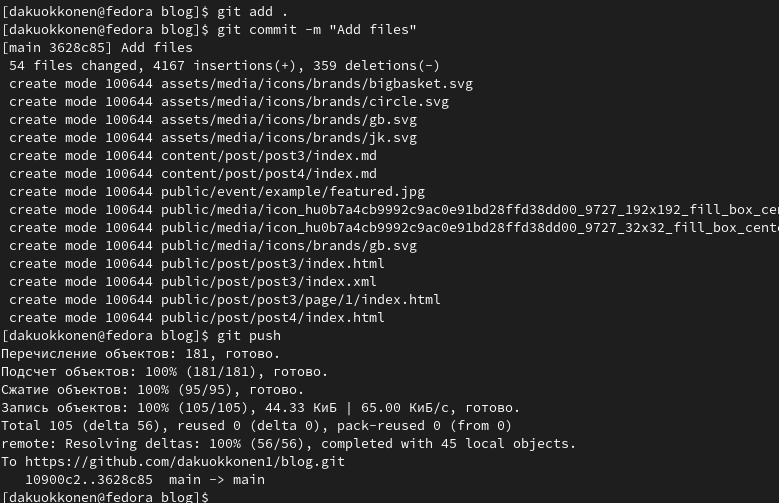 [dakuokkonen@fedora blog]$ git add .
[dakuokkonen@fedora blog]$ git commit -m "Add files"
[main 3628c85] Add files
 54 files changed, 4167 insertions(+), 359 deletions(-)
 create mode 100644 assets/media/icons/brands/bigbasket.svg
 create mode 100644 assets/media/icons/brands/circle.svg
 create mode 100644 assets/media/icons/brands/gb.svg
 create mode 100644 assets/media/icons/brands/jk.svg
 create mode 100644 content/post/post3/index.md
 create mode 100644 content/post/post4/index.md
 create mode 100644 public/event/example/featured.jpg
 create mode 100644 public/media/icon_hu0b7a4cb9992c9ac0e91bd28ffd38dd00_9727_192x192_fill_box_cen
 create mode 100644 public/media/icon_hu0b7a4cb9992c9ac0e91bd28ffd38dd00_9727_32x32_fill_box_cent
 create mode 100644 public/media/icons/brands/gb.svg
 create mode 100644 public/post/post3/index.html
 create mode 100644 public/post/post3/index.xml
 create mode 100644 public/post/post3/page/1/index.html
 create mode 100644 public/post/post4/index.html
[dakuokkonen@fedora blog]$ git push
Перечисление объектов: 181, готово.
Подсчет объектов: 100% (181/181), готово.
Сжатие объектов: 100% (95/95), готово.
Запись объектов: 100% (105/105), 44.33 КиБ | 65.00 КиБ/с, готово.
Total 105 (delta 56), reused 0 (delta 0), pack-reused 0 (from 0)
remote: Resolving deltas: 100% (56/56), completed with 45 local objects.
To https://github.com/dakuokkonen1/blog.git
   10900c2..3628c85  main -> main
[dakuokkonen@fedora blog]$